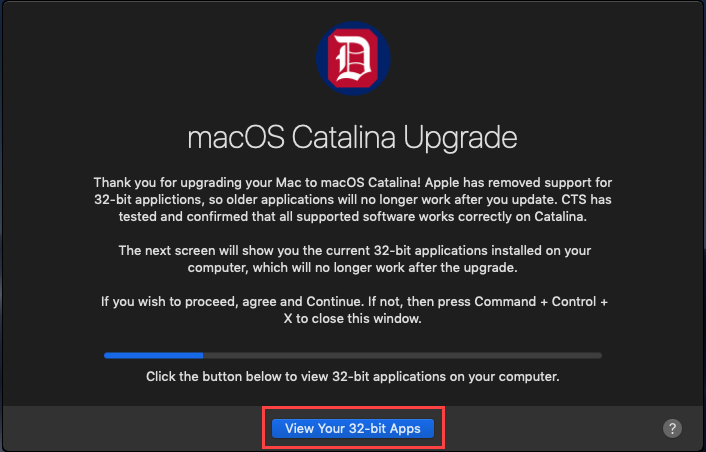 D
macOS Catalina Upgrade
Thank you for upgrading your Mac to macOS Catalina! Apple has removed support for
32-bit applictions, so older applications will no longer work after you update. CTS has
tested and confirmed that all supported software works correctly on Catalina.
The next screen will show you the current 32-bit applications installed on your
computer, which will no longer work after the upgrade.
If you wish to proceed, agree and Continue. If not, then press Command + Control +
X to close this window.
Click the button below to view 32-bit applications on your computer.
View Your 32-bit Apps
?